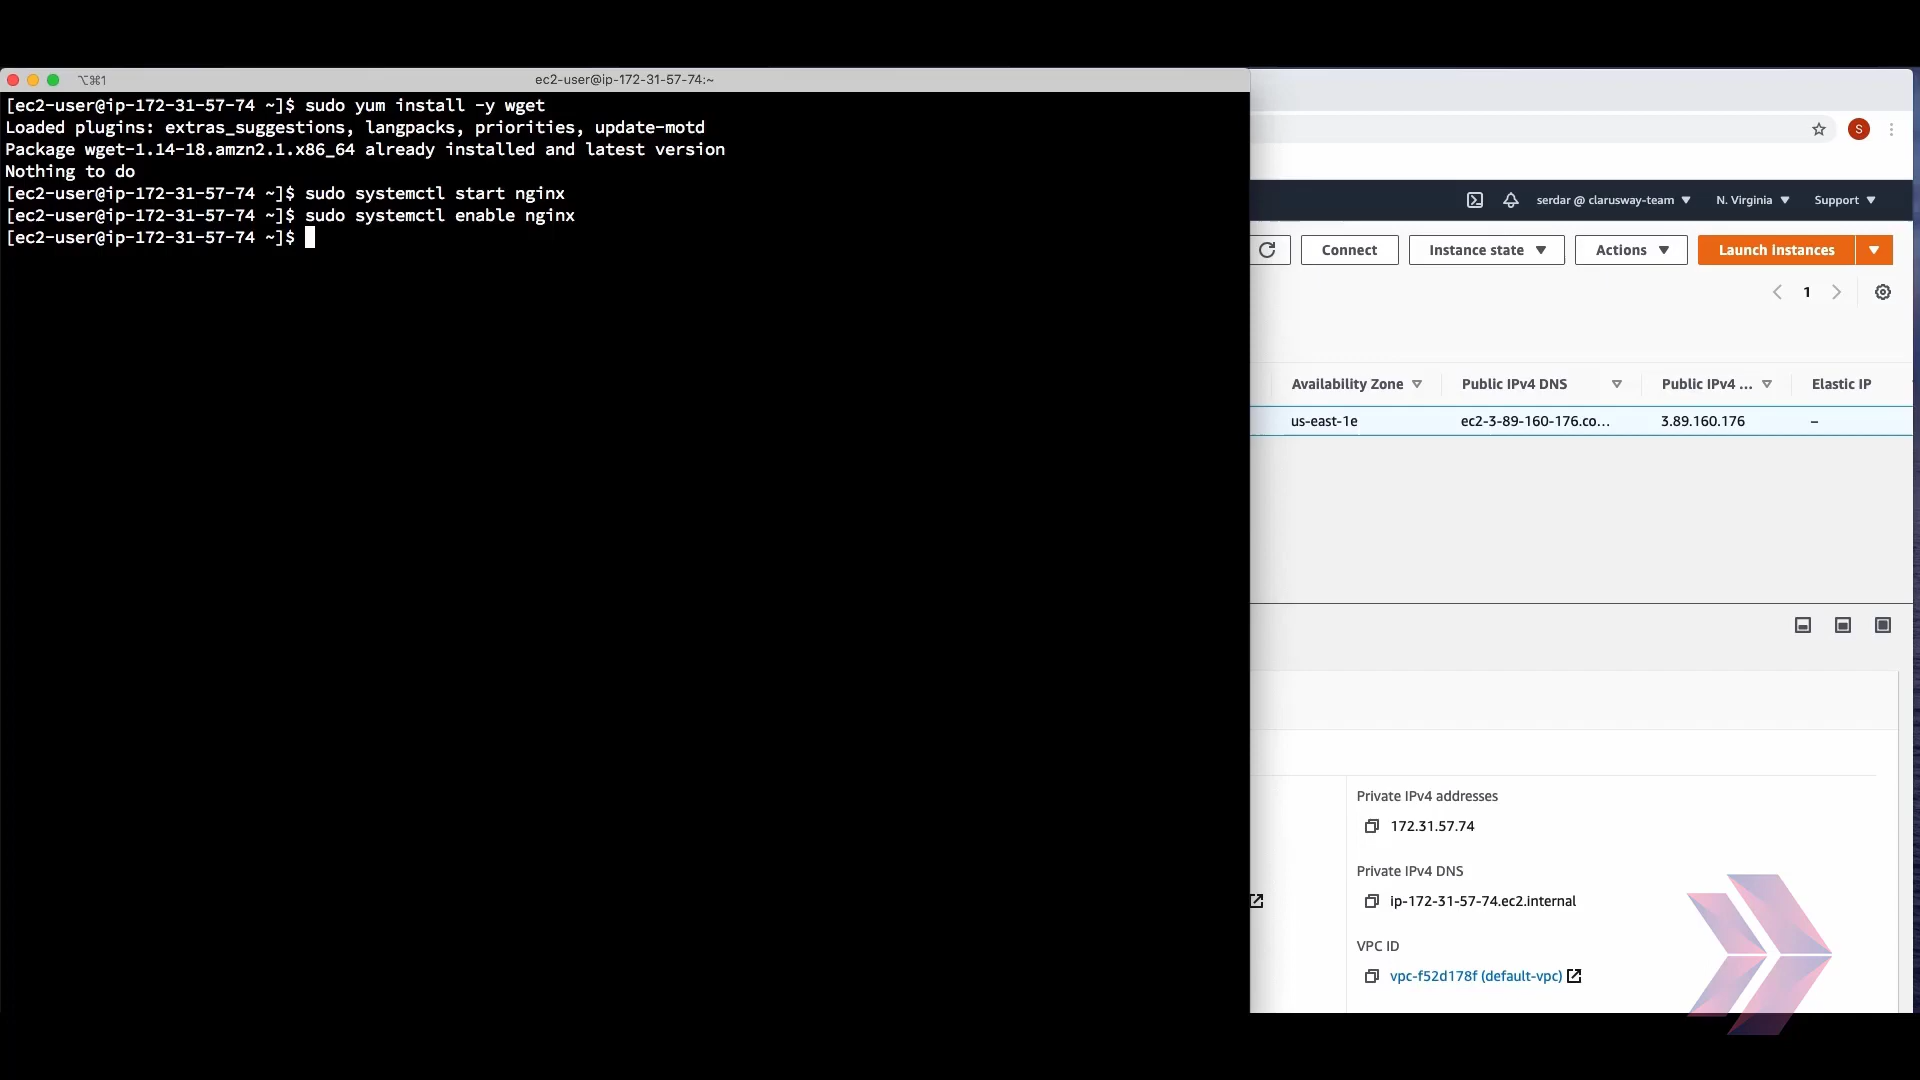 ⌥⌘1
ec2-user@ip-172-31-57-74:~
[ec2-user@ip-172-31-57-74 ~]$ sudo yum install -y wget
Loaded plugins: extras_suggestions, langpacks, priorities, update-motd
Package wget-1.14-18.amzn2.1.x86_64 already installed and latest version
Nothing to do
[ec2-user@ip-172-31-57-74 ~]$ sudo systemctl start nginx
[ec2-user@ip-172-31-57-74 ~]$ sudo systemctl enable nginx
[ec2-user@ip-172-31-57-74 ~]$
S
serdar @ clarusway-team
N. Virginia
Support
Connect
Instance state
Actions
Launch instances
1
Availability Zone
Public IPv4 DNS
Public IPv4 ...
Elastic IP
us-east-1e
ec2-3-89-160-176.co...
3.89.160.176
–
Private IPv4 addresses
172.31.57.74
Private IPv4 DNS
ip-172-31-57-74.ec2.internal
VPC ID
vpc-f52d178f (default-vpc)